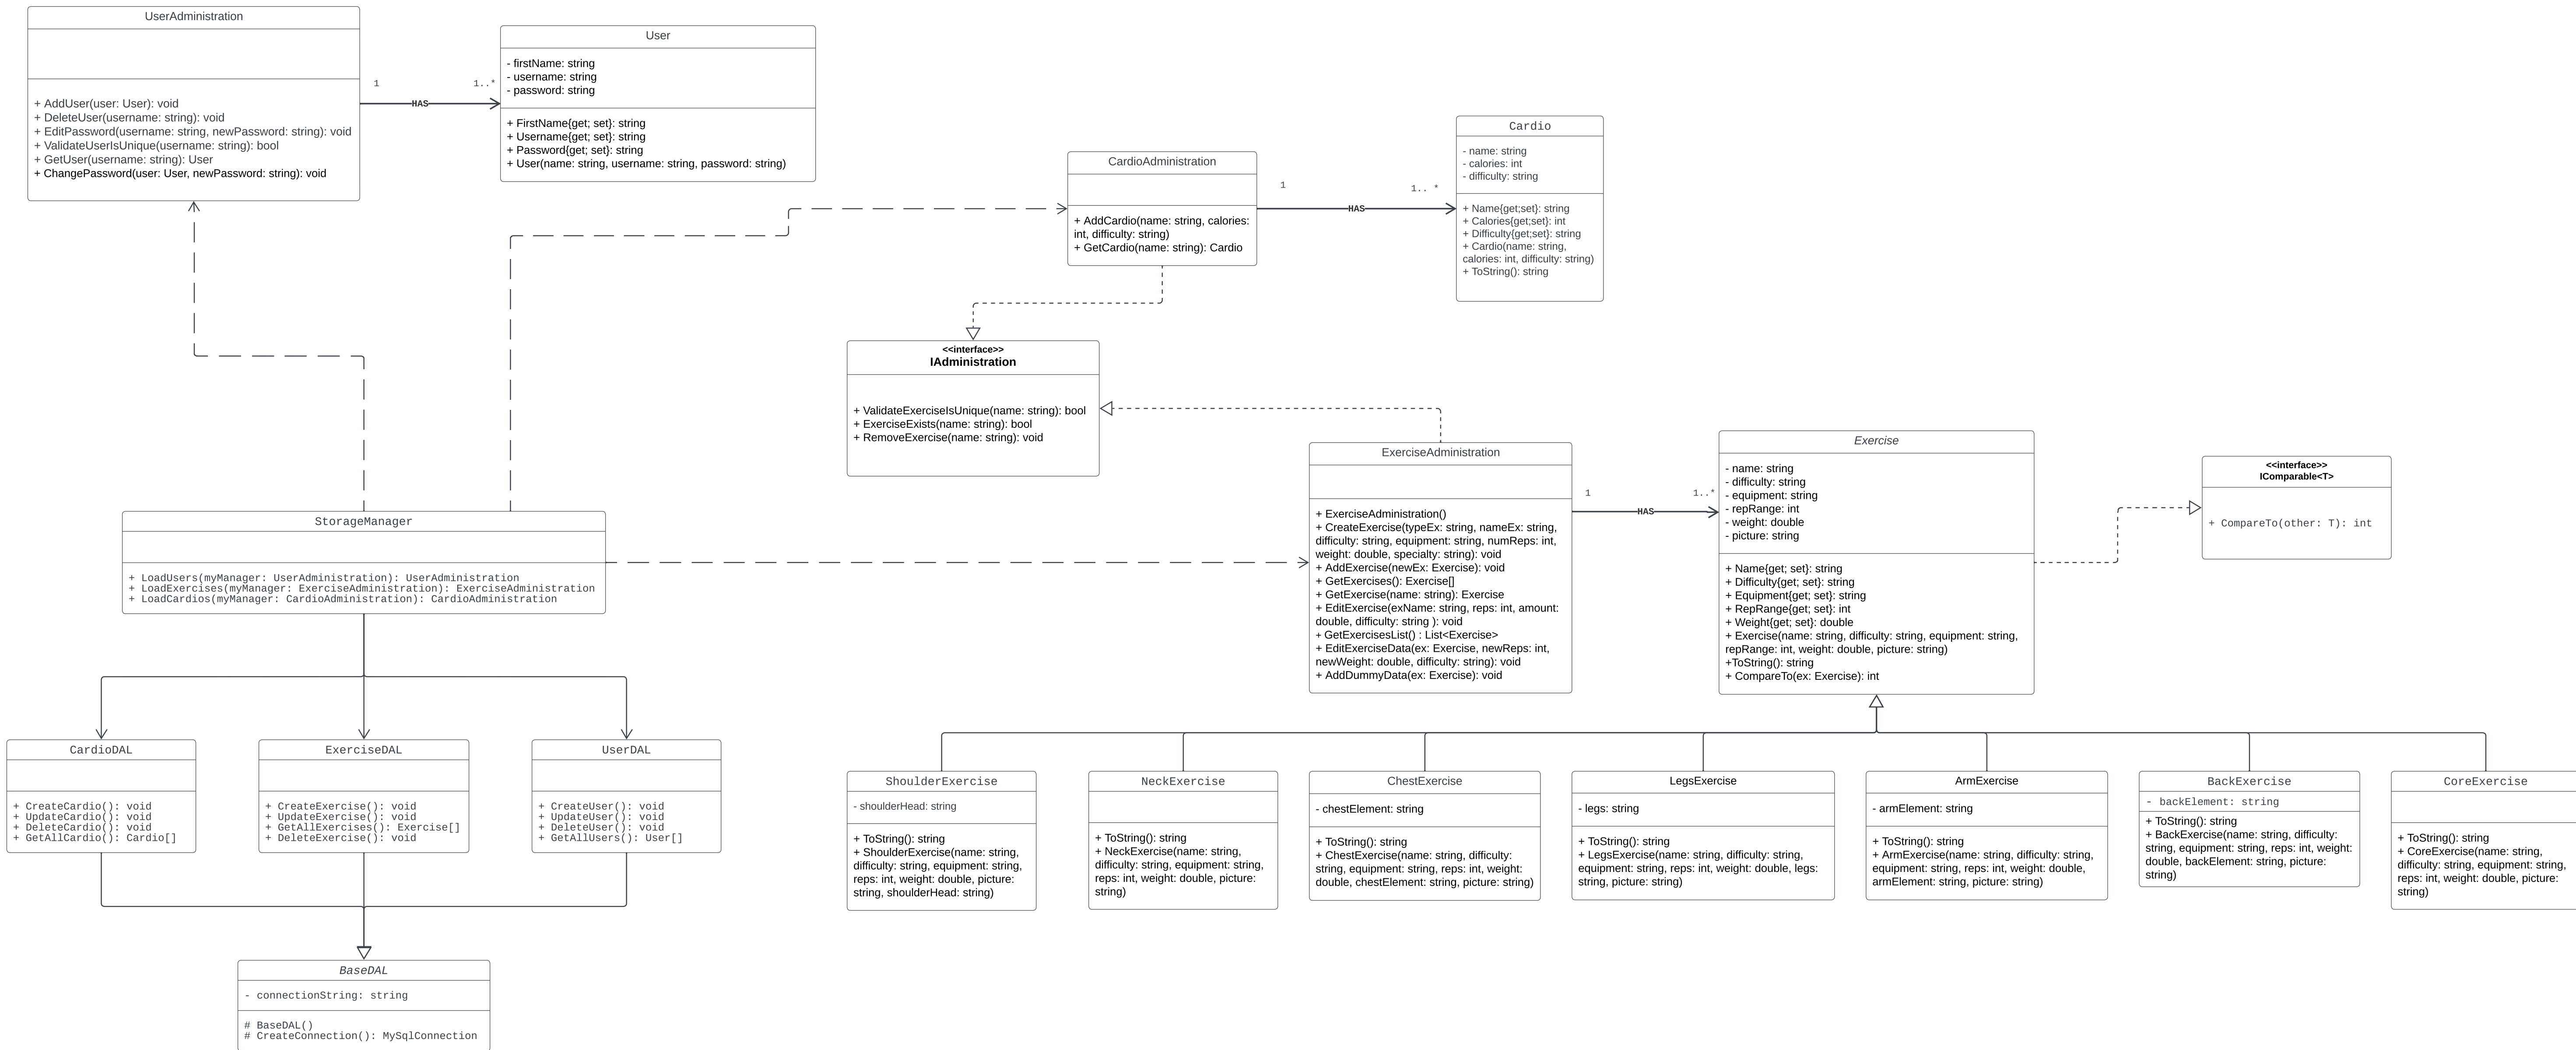 UserAdministration
+ AddUser(user: User): void
+ DeleteUser(username: string): void
+ EditPassword(username: string, newPassword: string): void
+ ValidateUserIsUnique(username: string): bool
+ GetUser(username: string): User
+ ChangePassword(user: User, newPassword: string): void
1
HAS
1..*
User
- firstName: string
- username: string
- password: string
+ FirstName{get; set}: string
+ Username{get; set}: string
+ Password{get; set}: string
+ User(name: string, username: string, password: string)
CardioAdministration
+ AddCardio(name: string, calories:
int, difficulty: string)
+ GetCardio(name: string): Cardio
1
HAS
1.. *
Cardio
- name: string
- calories: int
- difficulty: string
+ Name{get;set}: string
+ Calories{get;set}: int
+ Difficulty{get;set}: string
+ Cardio(name: string,
calories: int, difficulty: string)
+ ToString(): string
<<interface>>
IAdministration
+ ValidateExerciseIsUnique(name: string): bool
+ ExerciseExists(name: string): bool
+ RemoveExercise(name: string): void
ExerciseAdministration
+ ExerciseAdministration()
+ CreateExercise(typeEx: string, nameEx: string,
difficulty: string, equipment: string, numReps: int,
weight: double, specialty: string): void
+ AddExercise(newEx: Exercise): void
+ GetExercises(): Exercise[]
+ GetExercise(name: string): Exercise
+ EditExercise(exName: string, reps: int, amount:
double, difficulty: string ): void
+ GetExercisesList() : List<Exercise>
+ EditExerciseData(ex: Exercise, newReps: int,
newWeight: double, difficulty: string): void
+ AddDummyData(ex: Exercise): void
1
HAS
1..*
Exercise
- name: string
- difficulty: string
- equipment: string
- repRange: int
- weight: double
- picture: string
+ Name{get; set}: string
+ Difficulty{get; set}: string
+ Equipment{get; set}: string
+ RepRange{get; set}: int
+ Weight{get; set}: double
+ Exercise(name: string, difficulty: string, equipment: string,
repRange: int, weight: double, picture: string)
+ToString(): string
+ CompareTo(ex: Exercise): int
<<interface>>
IComparable<T>
+ CompareTo(other: T): int
StorageManager
+ LoadUsers(myManager: UserAdministration): UserAdministration
+ LoadExercises(myManager: ExerciseAdministration): ExerciseAdministration
+ LoadCardios(myManager: CardioAdministration): CardioAdministration
CardioDAL
+ CreateCardio(): void
+ UpdateCardio(): void
+ DeleteCardio(): void
+ GetAllCardio(): Cardio[]
ExerciseDAL
+ CreateExercise(): void
+ UpdateExercise(): void
+ GetAllExercises(): Exercise[]
+ DeleteExercise(): void
UserDAL
+ CreateUser(): void
+ UpdateUser(): void
+ DeleteUser(): void
+ GetAllUsers(): User[]
BaseDAL
- connectionString: string
# BaseDAL()
# CreateConnection(): MySqlConnection
ShoulderExercise
- shoulderHead: string
+ ToString(): string
+ ShoulderExercise(name: string,
difficulty: string, equipment: string,
reps: int, weight: double, picture:
string, shoulderHead: string)
NeckExercise
+ ToString(): string
+ NeckExercise(name: string,
difficulty: string, equipment: string,
reps: int, weight: double, picture:
string)
ChestExercise
- chestElement: string
+ ToString(): string
+ ChestExercise(name: string, difficulty:
string, equipment: string, reps: int, weight:
double, chestElement: string, picture: string)
LegsExercise
- legs: string
+ ToString(): string
+ LegsExercise(name: string, difficulty: string,
equipment: string, reps: int, weight: double, legs:
string, picture: string)
ArmExercise
- armElement: string
+ ToString(): string
+ ArmExercise(name: string, difficulty: string,
equipment: string, reps: int, weight: double,
armElement: string, picture: string)
BackExercise
- backElement: string
+ ToString(): string
+ BackExercise(name: string, difficulty:
string, equipment: string, reps: int, weight:
double, backElement: string, picture:
string)
CoreExercise
+ ToString(): string
+ CoreExercise(name: string,
difficulty: string, equipment: string,
reps: int, weight: double, picture:
string)